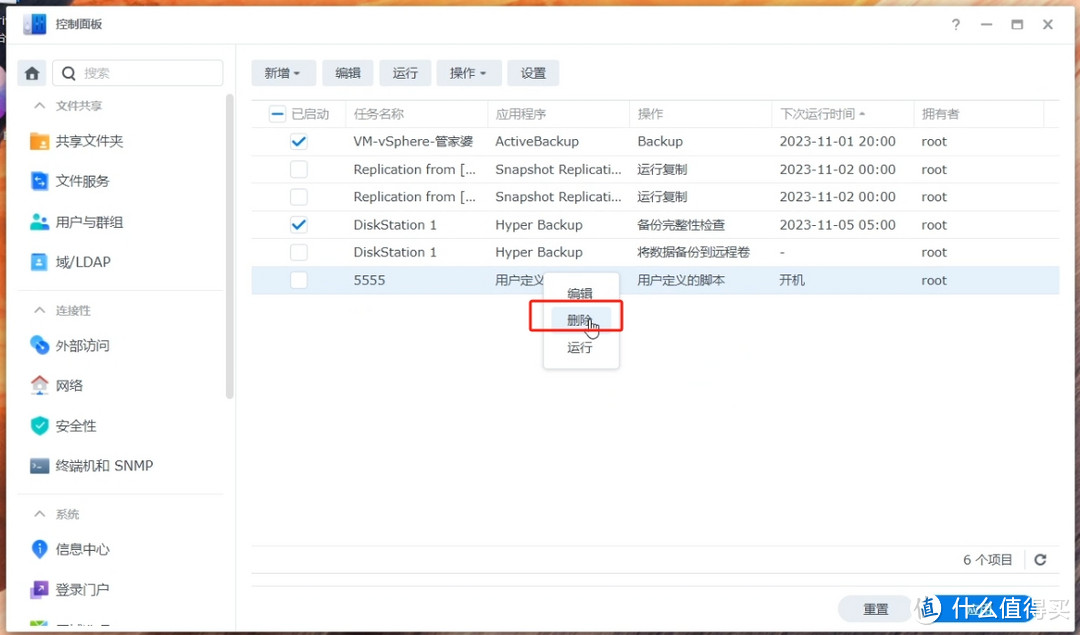 控制面板
搜索
文件共享
共享文件夹
文件服务
用户与群组
域/LDAP
连接性
外部访问
网络
安全性
终端机和 SNMP
系统
信息中心
登录门户
新增 编辑 运行 操作 设置
已启动 任务名称 应用程序 操作 下次运行时间 拥有者
VM-vSphere-管家婆 ActiveBackup Backup 2023-11-01 20:00 root
Replication from [... Snapshot Replicati... 运行复制 2023-11-02 00:00 root
Replication from [... Snapshot Replicati... 运行复制 2023-11-02 00:00 root
DiskStation 1 Hyper Backup 备份完整性检查 2023-11-05 05:00 root
DiskStation 1 Hyper Backup 将数据备份到远程卷 - root
5555 用户定义 用户定义的脚本 开机 root
编辑
删除
运行
6 个项目
重置
值 什么值得买